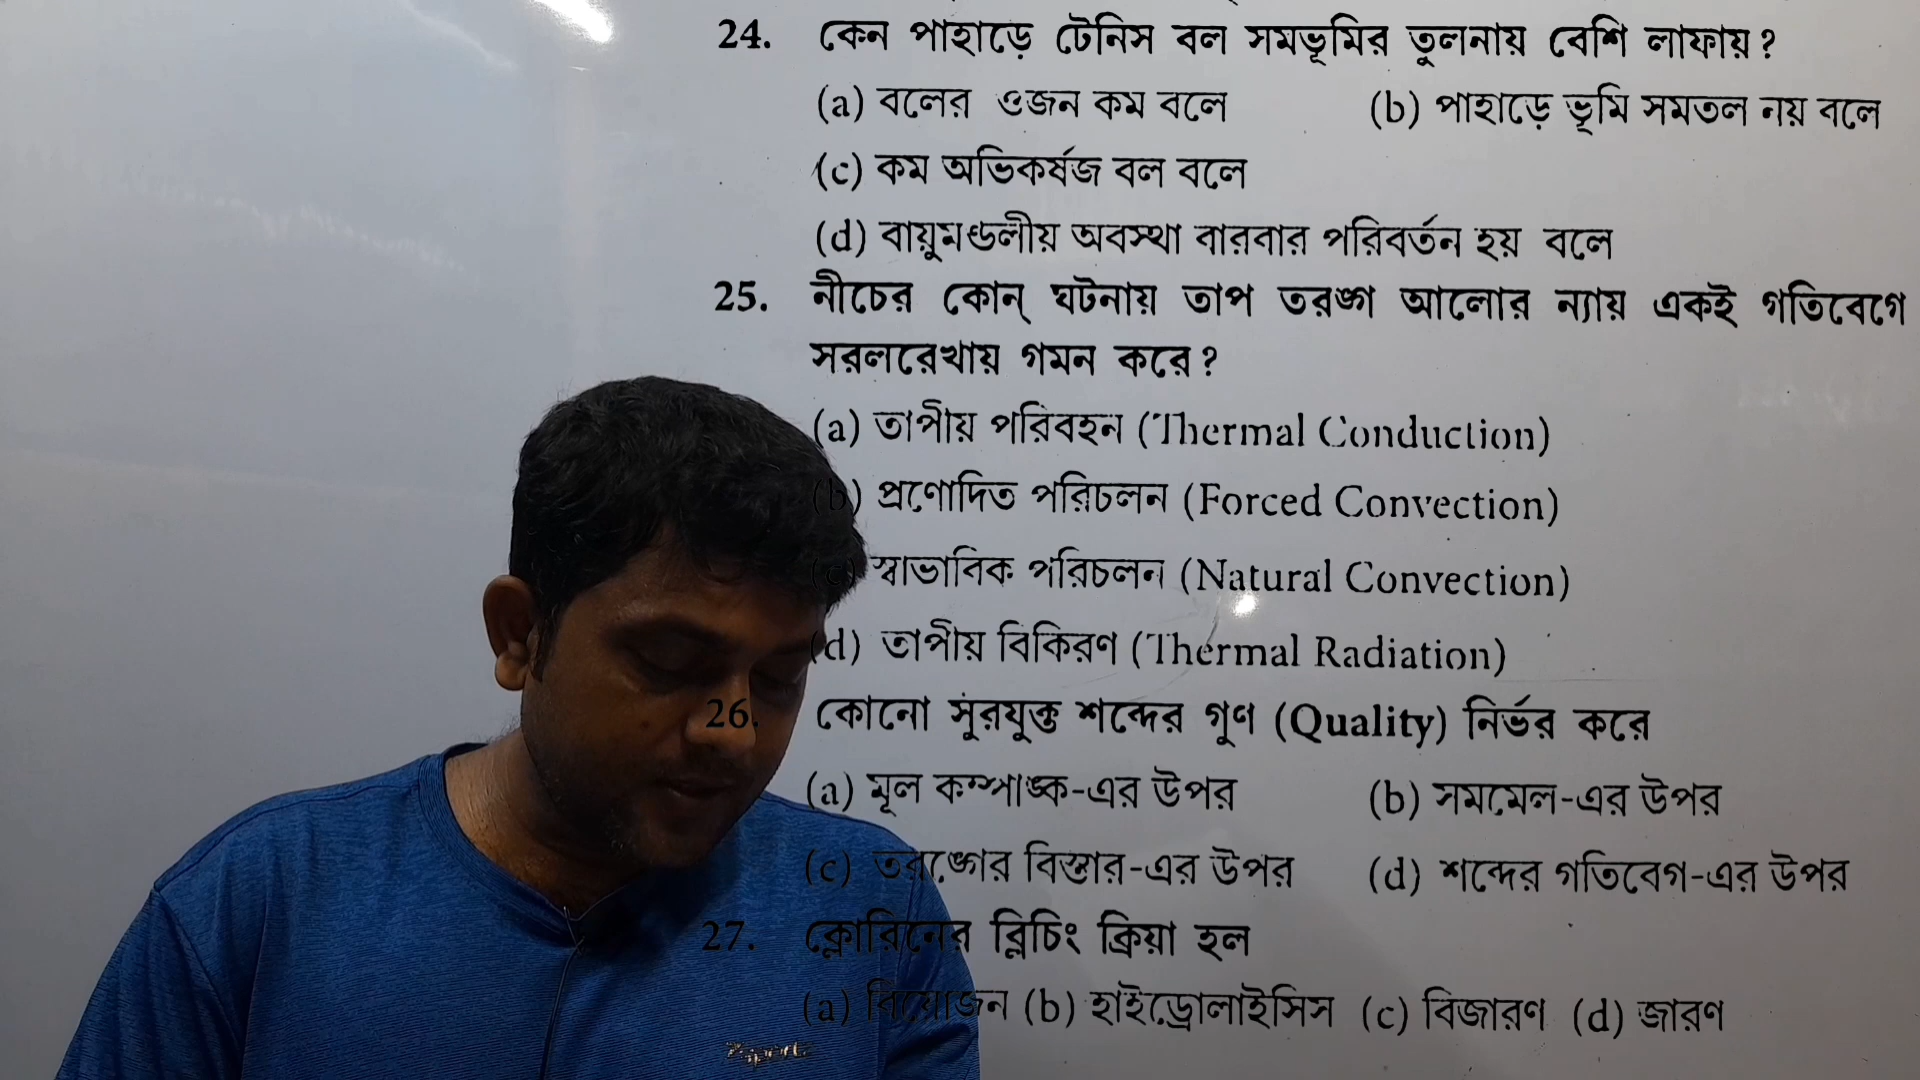 24. কেন পাহাড়ে টেনিস বল সমভূমির তুলনায় বেশি লাফায়?
(a) বলের ওজন কম বলে (b) পাহাড়ে ভূমি সমতল নয় বলে
(c) কম অভিকর্ষজ বল বলে
(d) বায়ুমণ্ডলীয় অবস্থা বারবার পরিবর্তন হয় বলে
25. নীচের কোন্ ঘটনায় তাপ তরঙ্গ আলোর ন্যায় একই গতিবেগে
সরলরেখায় গমন করে?
(a) তাপীয় পরিবহন (Thermal Conduction)
(b) প্রণোদিত পরিচলন (Forced Convection)
(c) স্বাভাবিক পরিচলন (Natural Convection)
(d) তাপীয় বিকিরণ (Thermal Radiation)
26. কোনো সুরযুক্ত শব্দের গুণ (Quality) নির্ভর করে
(a) মূল কম্পাঙ্ক-এর উপর (b) সমমেল-এর উপর
(c) তরঙ্গের বিস্তার-এর উপর (d) শব্দের গতিবেগ-এর উপর
27. ক্লোরিনের ব্লিচিং ক্রিয়া হল
(a) বিয়োজন (b) হাইড্রোলাইসিস (c) বিজারণ (d) জারণ